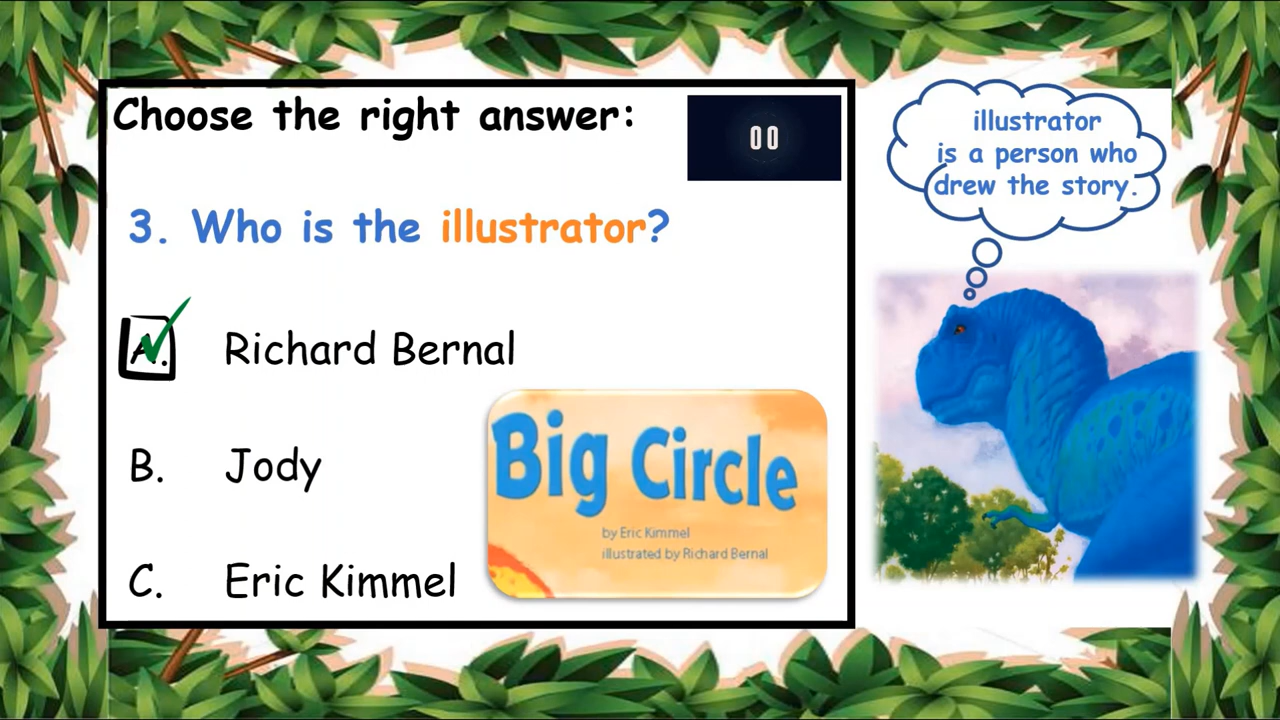 Choose the right answer:
00
3. Who is the illustrator?
A. Richard Bernal
B. Jody
C. Eric Kimmel
Big Circle
by Eric Kimmel
illustrated by Richard Bernal
illustrator
is a person who
drew the story.